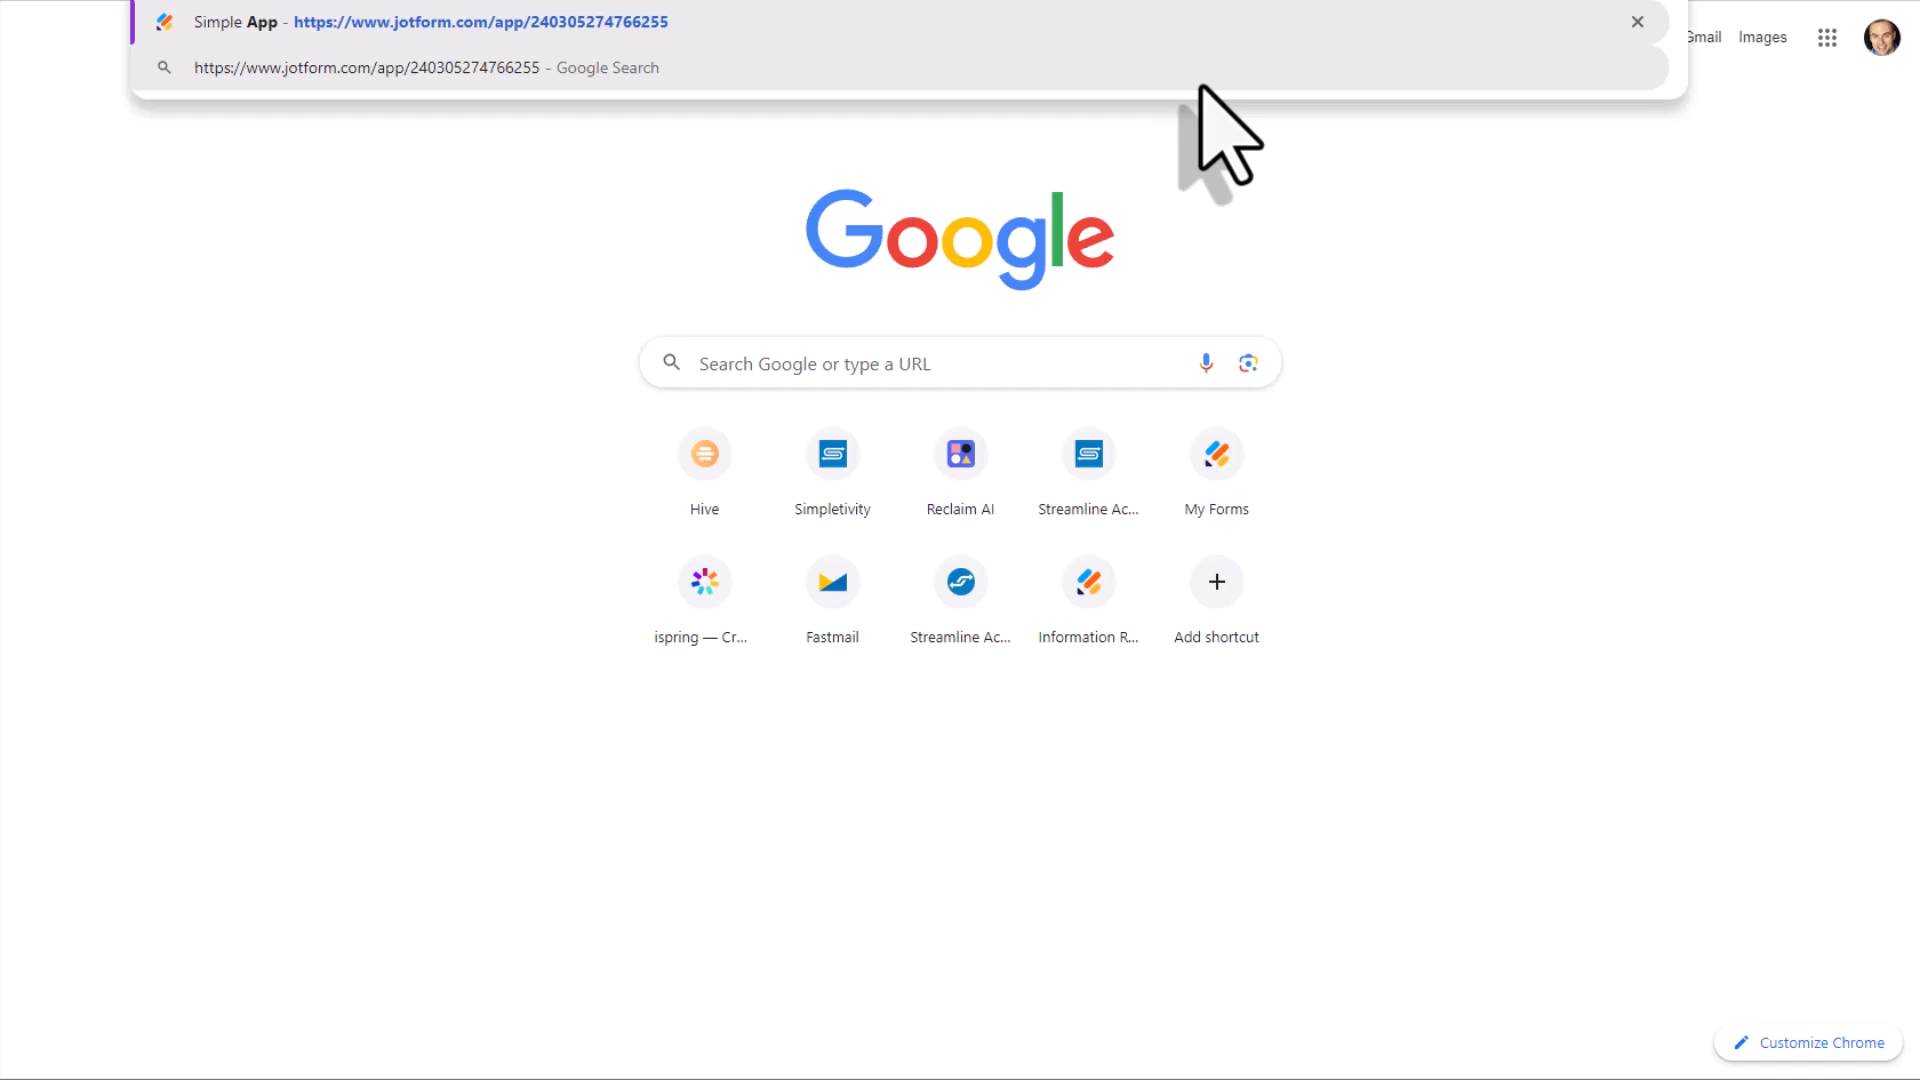 Simple App - https://www.jotform.com/app/240305274766255
https://www.jotform.com/app/240305274766255 - Google Search
Gmail Images
Google
Search Google or type a URL
Hive Simpletivity Reclaim AI Streamline Ac... My Forms
ispring — Cr... Fastmail Streamline Ac... Information R... Add shortcut
Customize Chrome